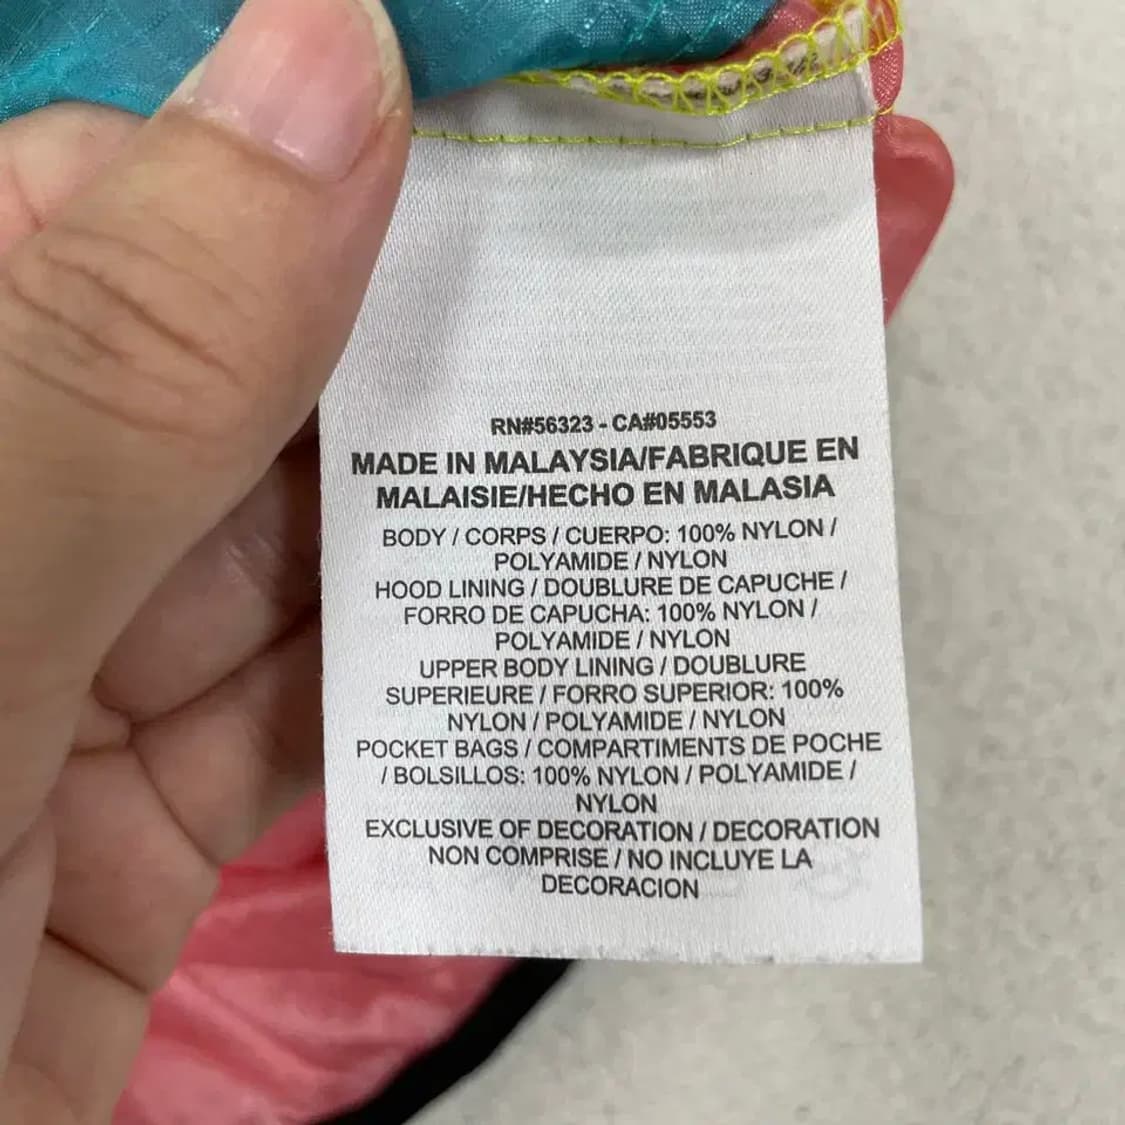 RN#56323 - CA#05553
MADE IN MALAYSIA/FABRIQUE EN
MALAISIE/HECHO EN MALASIA
BODY / CORPS / CUERPO: 100% NYLON /
POLYAMIDE / NYLON
HOOD LINING / DOUBLURE DE CAPUCHE /
FORRO DE CAPUCHA: 100% NYLON /
POLYAMIDE / NYLON
UPPER BODY LINING / DOUBLURE
SUPERIEURE / FORRO SUPERIOR: 100%
NYLON / POLYAMIDE / NYLON
POCKET BAGS / COMPARTIMENTS DE POCHE
/ BOLSILLOS: 100% NYLON / POLYAMIDE /
NYLON
EXCLUSIVE OF DECORATION / DECORATION
NON COMPRISE / NO INCLUYE LA
DECORACION